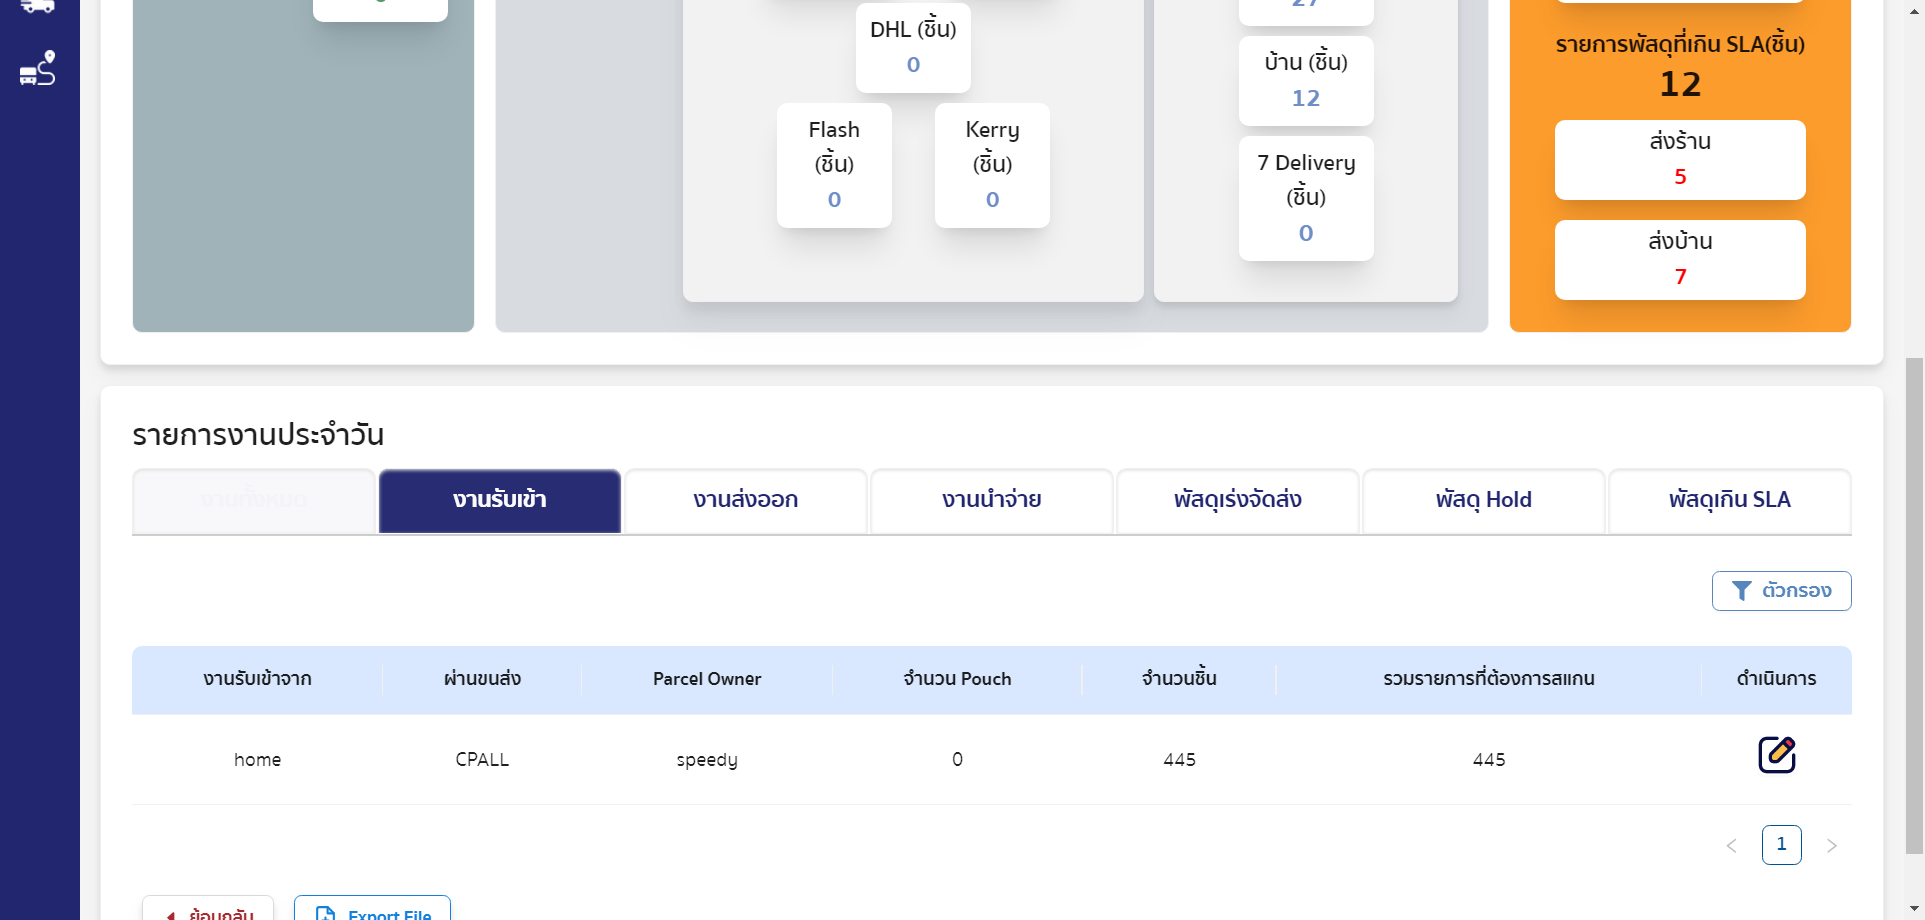 DHL (ชิ้น)
0
Flash
(ชิ้น)
0
Kerry
(ชิ้น)
0
บ้าน (ชิ้น)
12
7 Delivery
(ชิ้น)
0
รายการพัสดุที่เกิน SLA(ชิ้น)
12
ส่งร้าน
5
ส่งบ้าน
7
รายการงานประจำวัน
งานทั้งหมด
งานรับเข้า
งานส่งออก
งานนำจ่าย
พัสดุเร่งจัดส่ง
พัสดุ Hold
พัสดุเกิน SLA
ตัวกรอง
งานรับเข้าจาก
ผ่านขนส่ง
Parcel Owner
จำนวน Pouch
จำนวนชิ้น
รวมรายการที่ต้องการสแกน
ดำเนินการ
home
CPALL
speedy
0
445
445
1
ย้อนกลับ
Export File